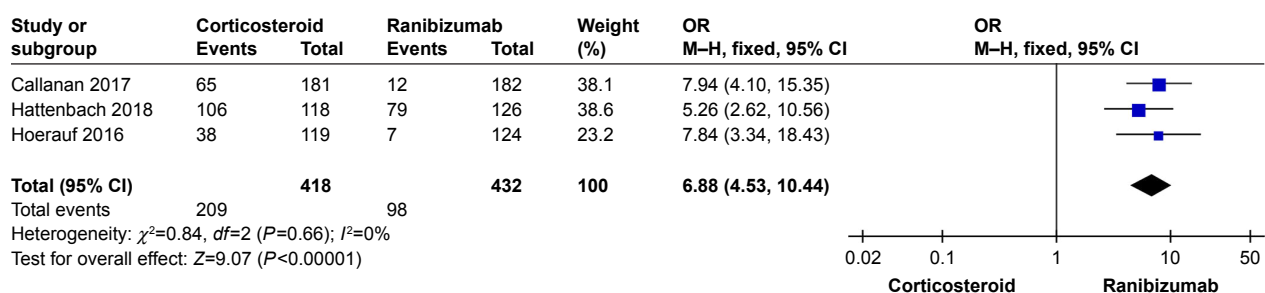 Study or subgroup Corticosteroid Events Total Ranibizumab Events Total Weight (%) OR M–H, fixed, 95% CI OR M–H, fixed, 95% CI
Callanan 2017 65 181 12 182 38.1 7.94 (4.10, 15.35)
Hattenbach 2018 106 118 79 126 38.6 5.26 (2.62, 10.56)
Hoerauf 2016 38 119 7 124 23.2 7.84 (3.34, 18.43)
Total (95% CI) 418 432 100 6.88 (4.53, 10.44)
Total events 209 98
Heterogeneity: χ²=0.84, df=2 (P=0.66); I²=0%
Test for overall effect: Z=9.07 (P<0.00001)
0.02 0.1 1 10 50
Corticosteroid Ranibizumab